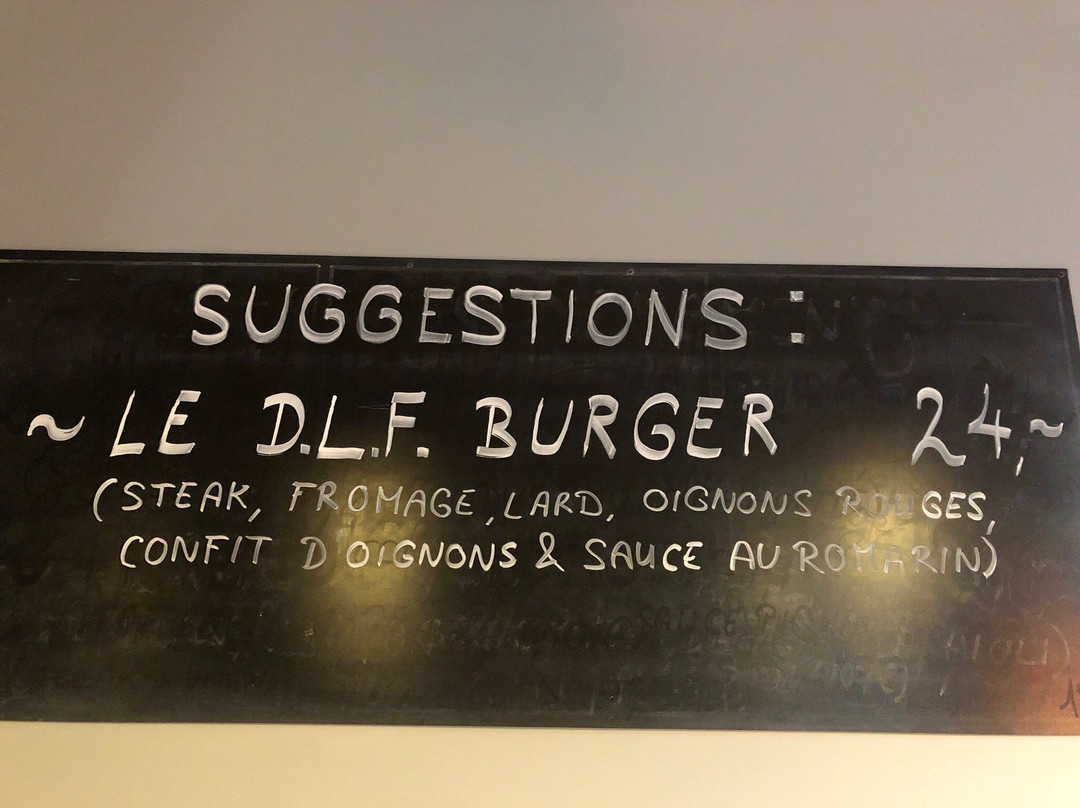 SUGGESTIONS :
~ LE D.L.F. BURGER 24,~
(STEAK, FROMAGE, LARD, OIGNONS ROUGES,
CONFIT D'OIGNONS & SAUCE AU ROMARIN)